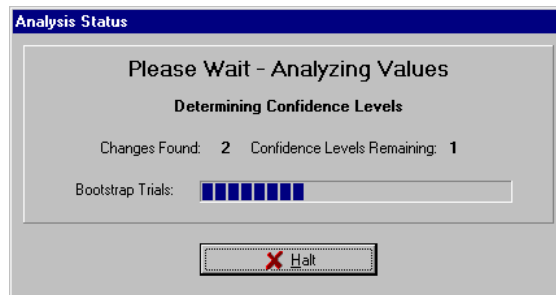 Analysis Status
Please Wait - Analyzing Values
Determining Confidence Levels
Changes Found: 2 Confidence Levels Remaining: 1
Bootstrap Trials:
Halt